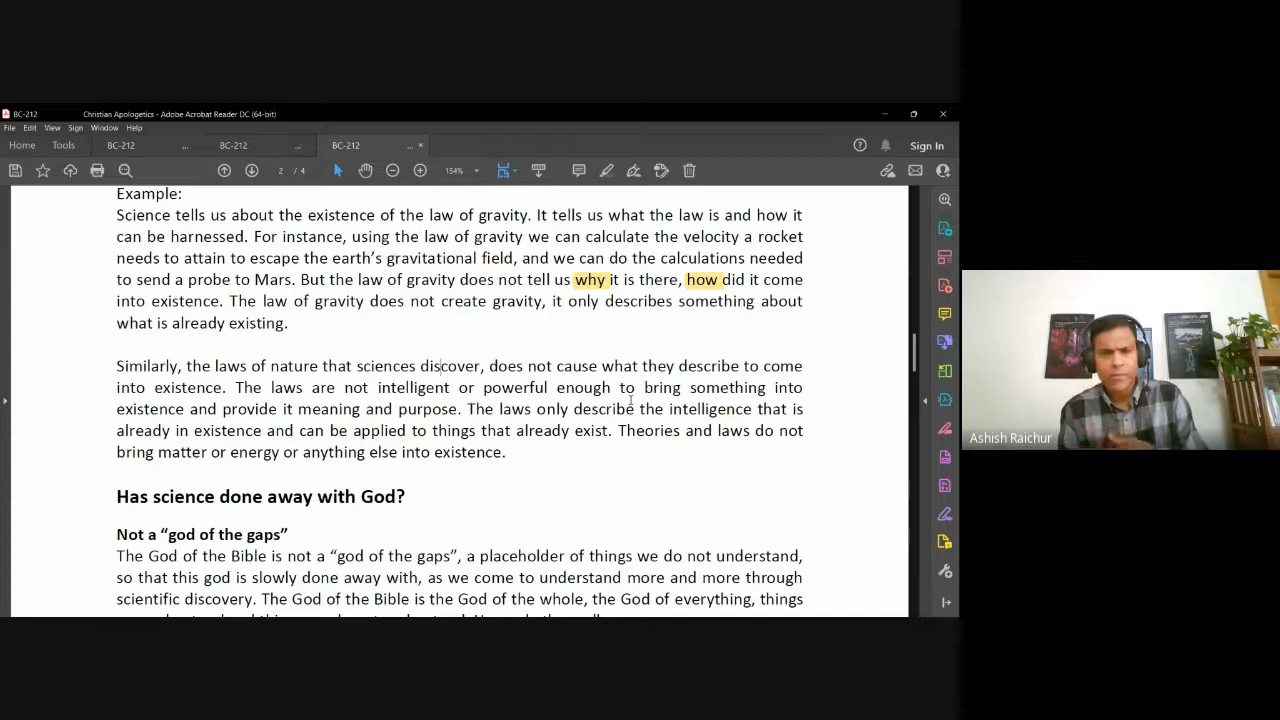 BC-212 Christian Apologetics - Adobe Acrobat Reader DC (64-bit)
File Edit View Sign Window Help
Home Tools BC-212 ... BC-212 ... BC-212 ... ×
2 / 4 154% Sign In
Example:
Science tells us about the existence of the law of gravity. It tells us what the law is and how it
can be harnessed. For instance, using the law of gravity we can calculate the velocity a rocket
needs to attain to escape the earth’s gravitational field, and we can do the calculations needed
to send a probe to Mars. But the law of gravity does not tell us why it is there, how did it come
into existence. The law of gravity does not create gravity, it only describes something about
what is already existing.
Similarly, the laws of nature that sciences discover, does not cause what they describe to come
into existence. The laws are not intelligent or powerful enough to bring something into
existence and provide it meaning and purpose. The laws only describe the intelligence that is
already in existence and can be applied to things that already exist. Theories and laws do not
bring matter or energy or anything else into existence.
Has science done away with God?
Not a “god of the gaps”
The God of the Bible is not a “god of the gaps”, a placeholder of things we do not understand,
so that this god is slowly done away with, as we come to understand more and more through
scientific discovery. The God of the Bible is the God of the whole, the God of everything, things
Ashish Raichur